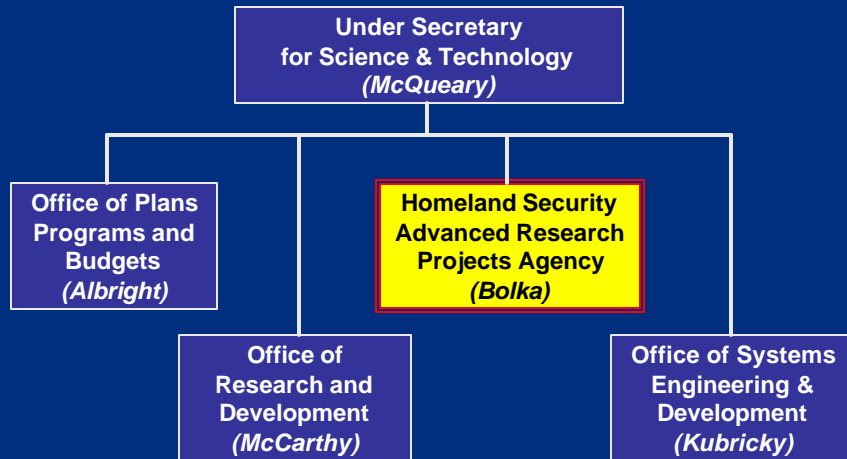 Under Secretary
for Science & Technology
(McQueary)
Office of Plans
Programs and
Budgets
(Albright)
Homeland Security
Advanced Research
Projects Agency
(Bolka)
Office of
Research and
Development
(McCarthy)
Office of Systems
Engineering &
Development
(Kubricky)